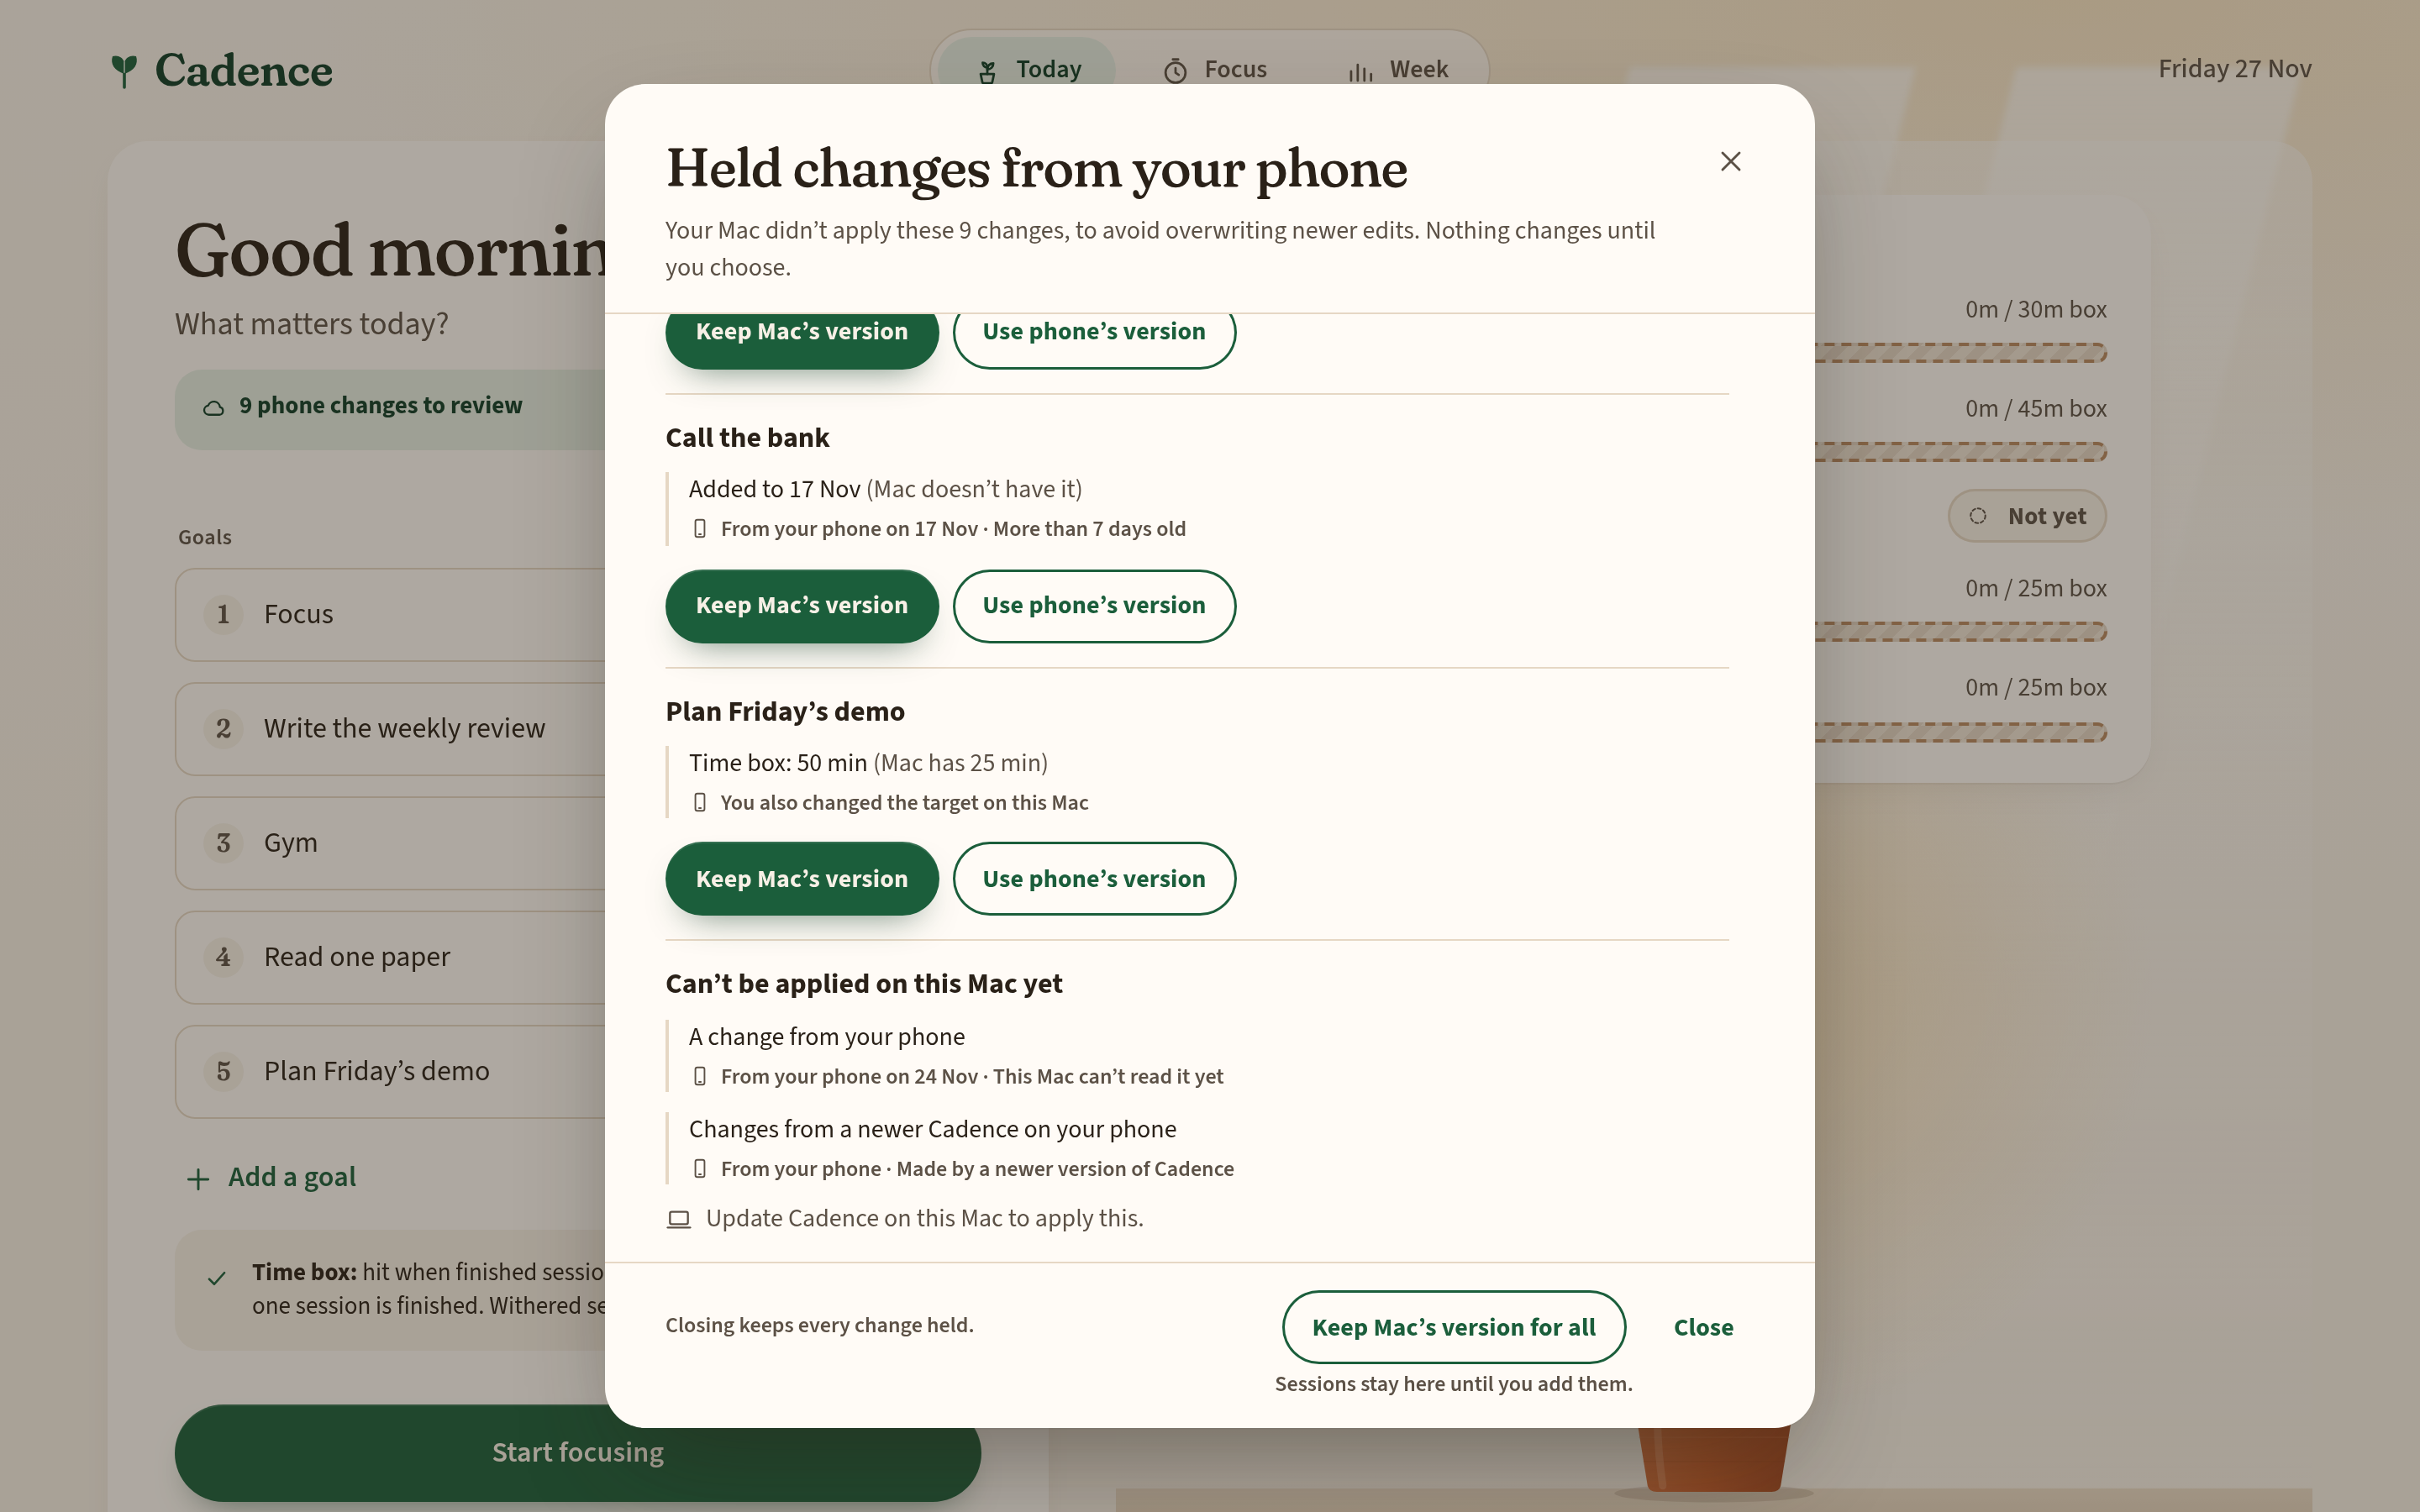 Cadence
Today
Focus
Week
Friday 27 Nov
Good mornin
What matters today?
9 phone changes to review
Goals
1 Focus
2 Write the weekly review
3 Gym
4 Read one paper
5 Plan Friday’s demo
Add a goal
Time box: hit when finished sessio
one session is finished. Withered se
Start focusing
Held changes from your phone
Your Mac didn’t apply these 9 changes, to avoid overwriting newer edits. Nothing changes until
you choose.
Keep Mac’s version
Use phone’s version
Call the bank
Added to 17 Nov (Mac doesn’t have it)
From your phone on 17 Nov · More than 7 days old
Keep Mac’s version
Use phone’s version
Plan Friday’s demo
Time box: 50 min (Mac has 25 min)
You also changed the target on this Mac
Keep Mac’s version
Use phone’s version
Can’t be applied on this Mac yet
A change from your phone
From your phone on 24 Nov · This Mac can’t read it yet
Changes from a newer Cadence on your phone
From your phone · Made by a newer version of Cadence
Update Cadence on this Mac to apply this.
Closing keeps every change held.
Keep Mac’s version for all
Close
Sessions stay here until you add them.
0m / 30m box
0m / 45m box
Not yet
0m / 25m box
0m / 25m box